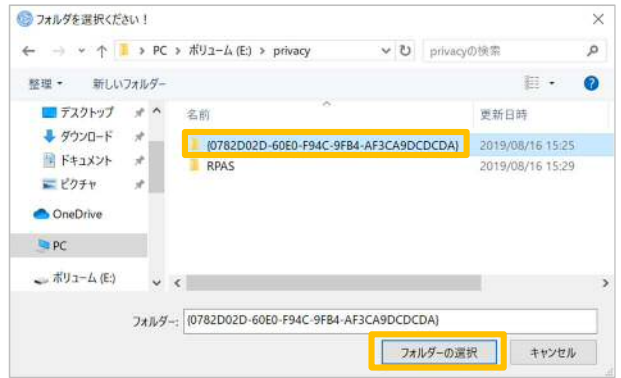 フォルダを選択ください！
PC > ボリューム (E:) > privacy
privacyの検索
整理
新しいフォルダー
デスクトップ
ダウンロード
ドキュメント
ピクチャ
OneDrive
PC
ボリューム (E:)
名前
更新日時
{0782D02D-60E0-F94C-9FB4-AF3CA9DCDCDA}
2019/08/16 15:25
RPAS
2019/08/16 15:29
フォルダー:
{0782D02D-60E0-F94C-9FB4-AF3CA9DCDCDA}
フォルダーの選択
キャンセル